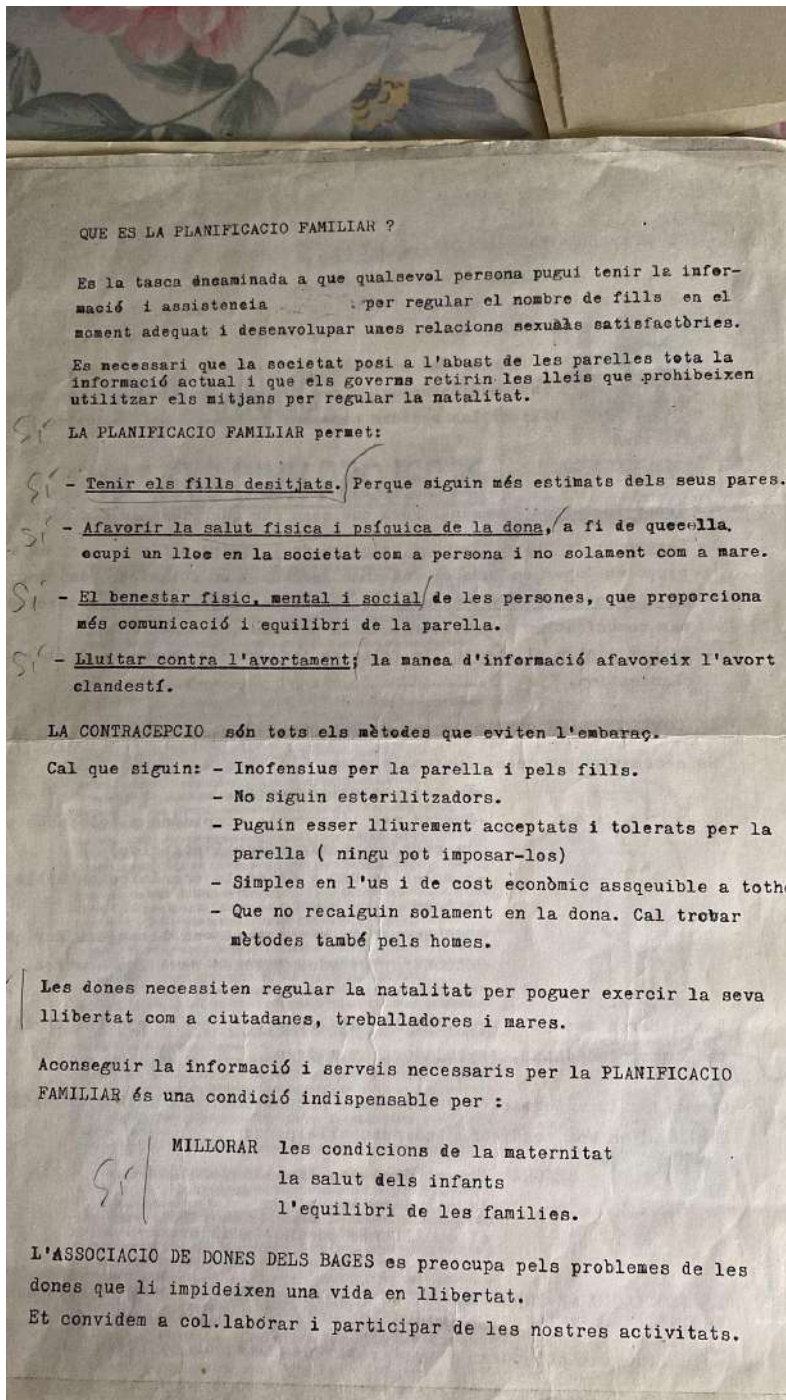 QUE ES LA PLANIFICACIO FAMILIAR ?
Es la tasca encaminada a que qualsevol persona pugui tenir la infor-
mació i assistencia per regular el nombre de fills en el
moment adequat i desenvolupar unes relacions sexuals satisfactòries.
Es necessari que la societat posi a l'abast de les parelles tota la
informació actual i que els governs retirin les lleis que prohibeixen
utilitzar els mitjans per regular la natalitat.
Sí LA PLANIFICACIO FAMILIAR permet:
Sí - Tenir els fills desitjats. Perque siguin més estimats dels seus pares.
Sí - Afavorir la salut fisica i psíquica de la dona, a fi de queeella,
ocupi un lloc en la societat com a persona i no solament com a mare.
Sí - El benestar fisic, mental i social de les persones, que proporciona
més comunicació i equilibri de la parella.
Sí - Lluitar contra l'avortament; la manca d'informació afavoreix l'avort
clandestí.
LA CONTRACEPCIO són tots els mètodes que eviten l'embaraç.
Cal que siguin: - Inofensius per la parella i pels fills.
- No siguin esterilitzadors.
- Puguin esser lliurement acceptats i tolerats per la
parella ( ningu pot imposar-los)
- Simples en l'us i de cost econòmic assqeuible a toth
- Que no recaiguin solament en la dona. Cal trobar
mètodes també pels homes.
Les dones necessiten regular la natalitat per poguer exercir la seva
llibertat com a ciutadanes, treballadores i mares.
Aconseguir la informació i serveis necessaris per la PLANIFICACIO
FAMILIAR és una condició indispensable per :
MILLORAR les condicions de la maternitat
Sí la salut dels infants
l'equilibri de les families.
L'ASSOCIACIO DE DONES DELS BAGES es preocupa pels problemes de les
dones que li impideixen una vida en llibertat.
Et convidem a col.laborar i participar de les nostres activitats.